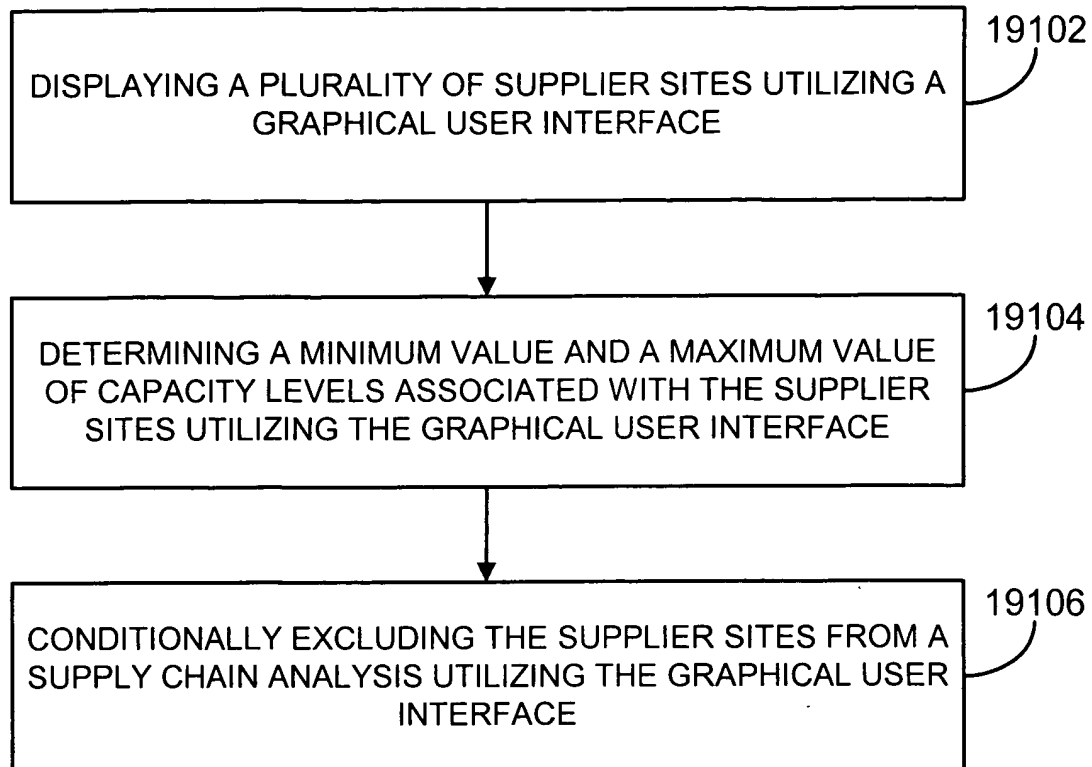 19102
DISPLAYING A PLURALITY OF SUPPLIER SITES UTILIZING A
GRAPHICAL USER INTERFACE
19104
DETERMINING A MINIMUM VALUE AND A MAXIMUM VALUE
OF CAPACITY LEVELS ASSOCIATED WITH THE SUPPLIER
SITES UTILIZING THE GRAPHICAL USER INTERFACE
19106
CONDITIONALLY EXCLUDING THE SUPPLIER SITES FROM A
SUPPLY CHAIN ANALYSIS UTILIZING THE GRAPHICAL USER
INTERFACE